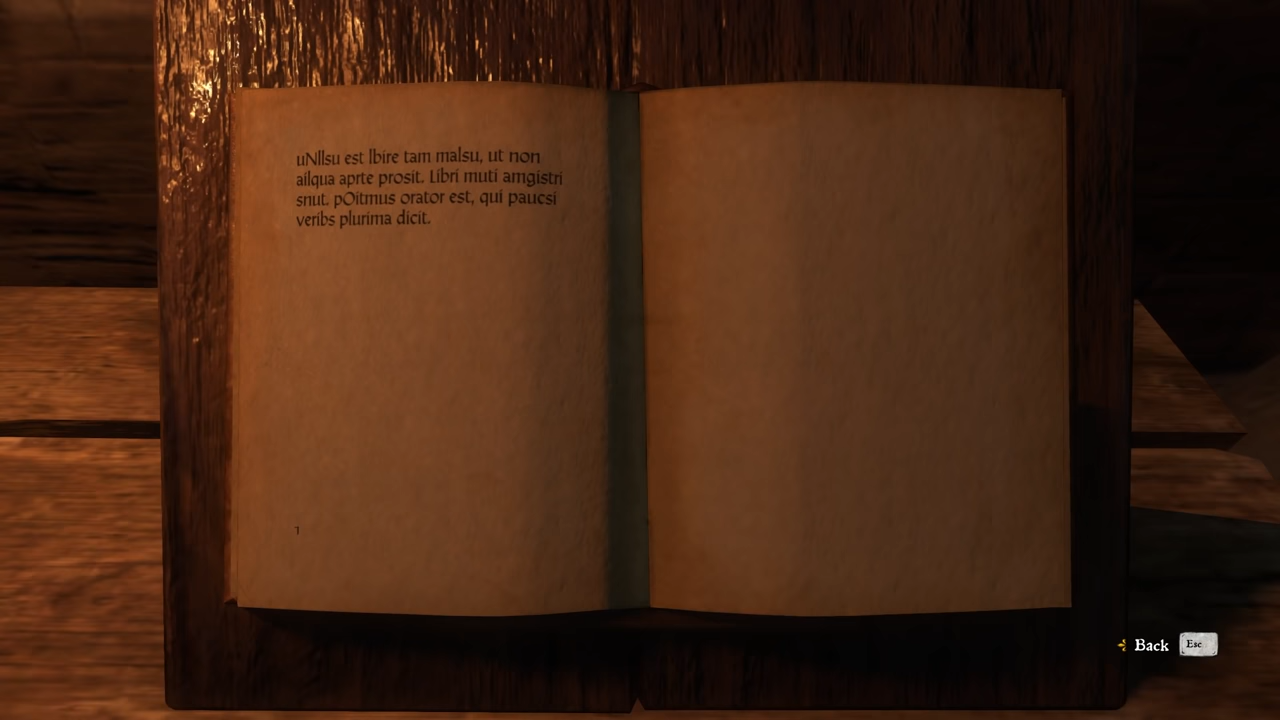 uNllsu est lbire tam malsu, ut non
ailqua aprte prosit. Libri muti amgistri
snut. pOitmus orator est, qui paucsi
veribs plurima dicit.
1
Back Esc